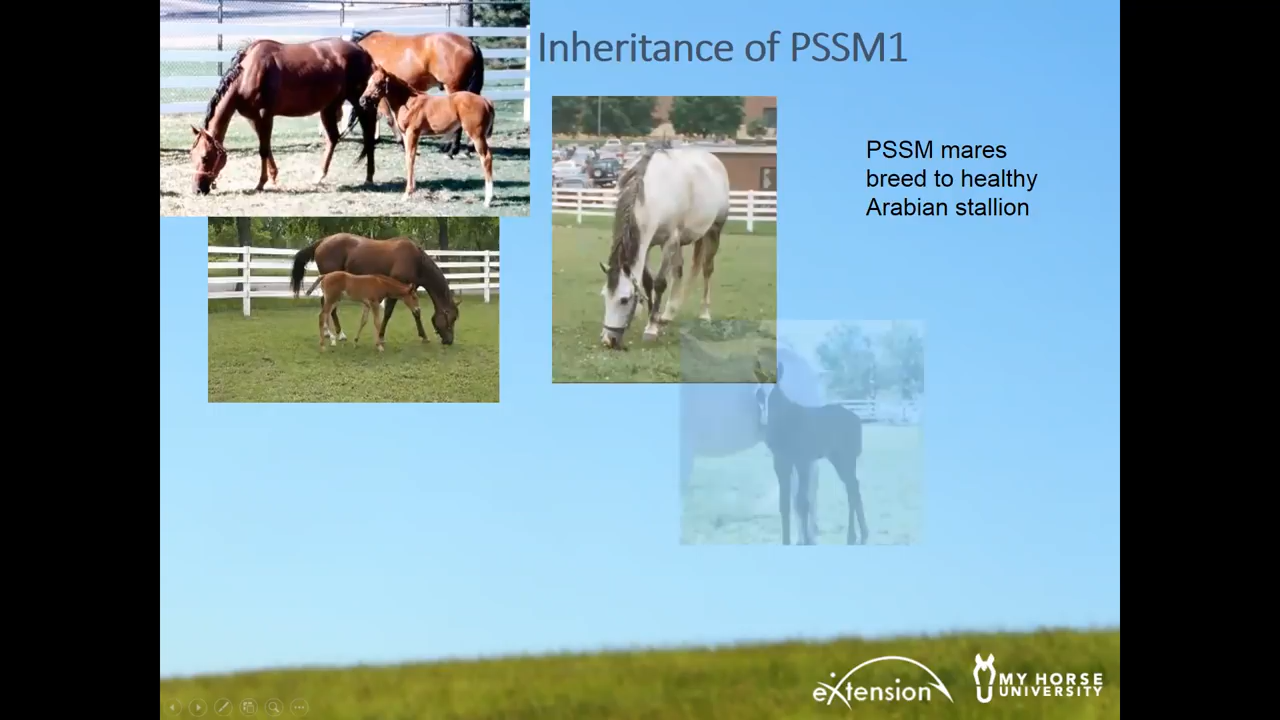 Inheritance of PSSM1
PSSM mares
breed to healthy
Arabian stallion
eXtension
MY HORSE
UNIVERSITY